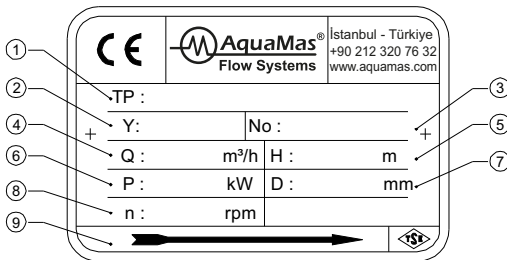 CE
AquaMas®
Flow Systems
İstanbul - Türkiye
+90 212 320 76 32
www.aquamas.com
1
TP :
2
Y: No : 3
4
Q : m³/h H : m 5
6
P : kW D : mm 7
8
n : rpm
9
TSE